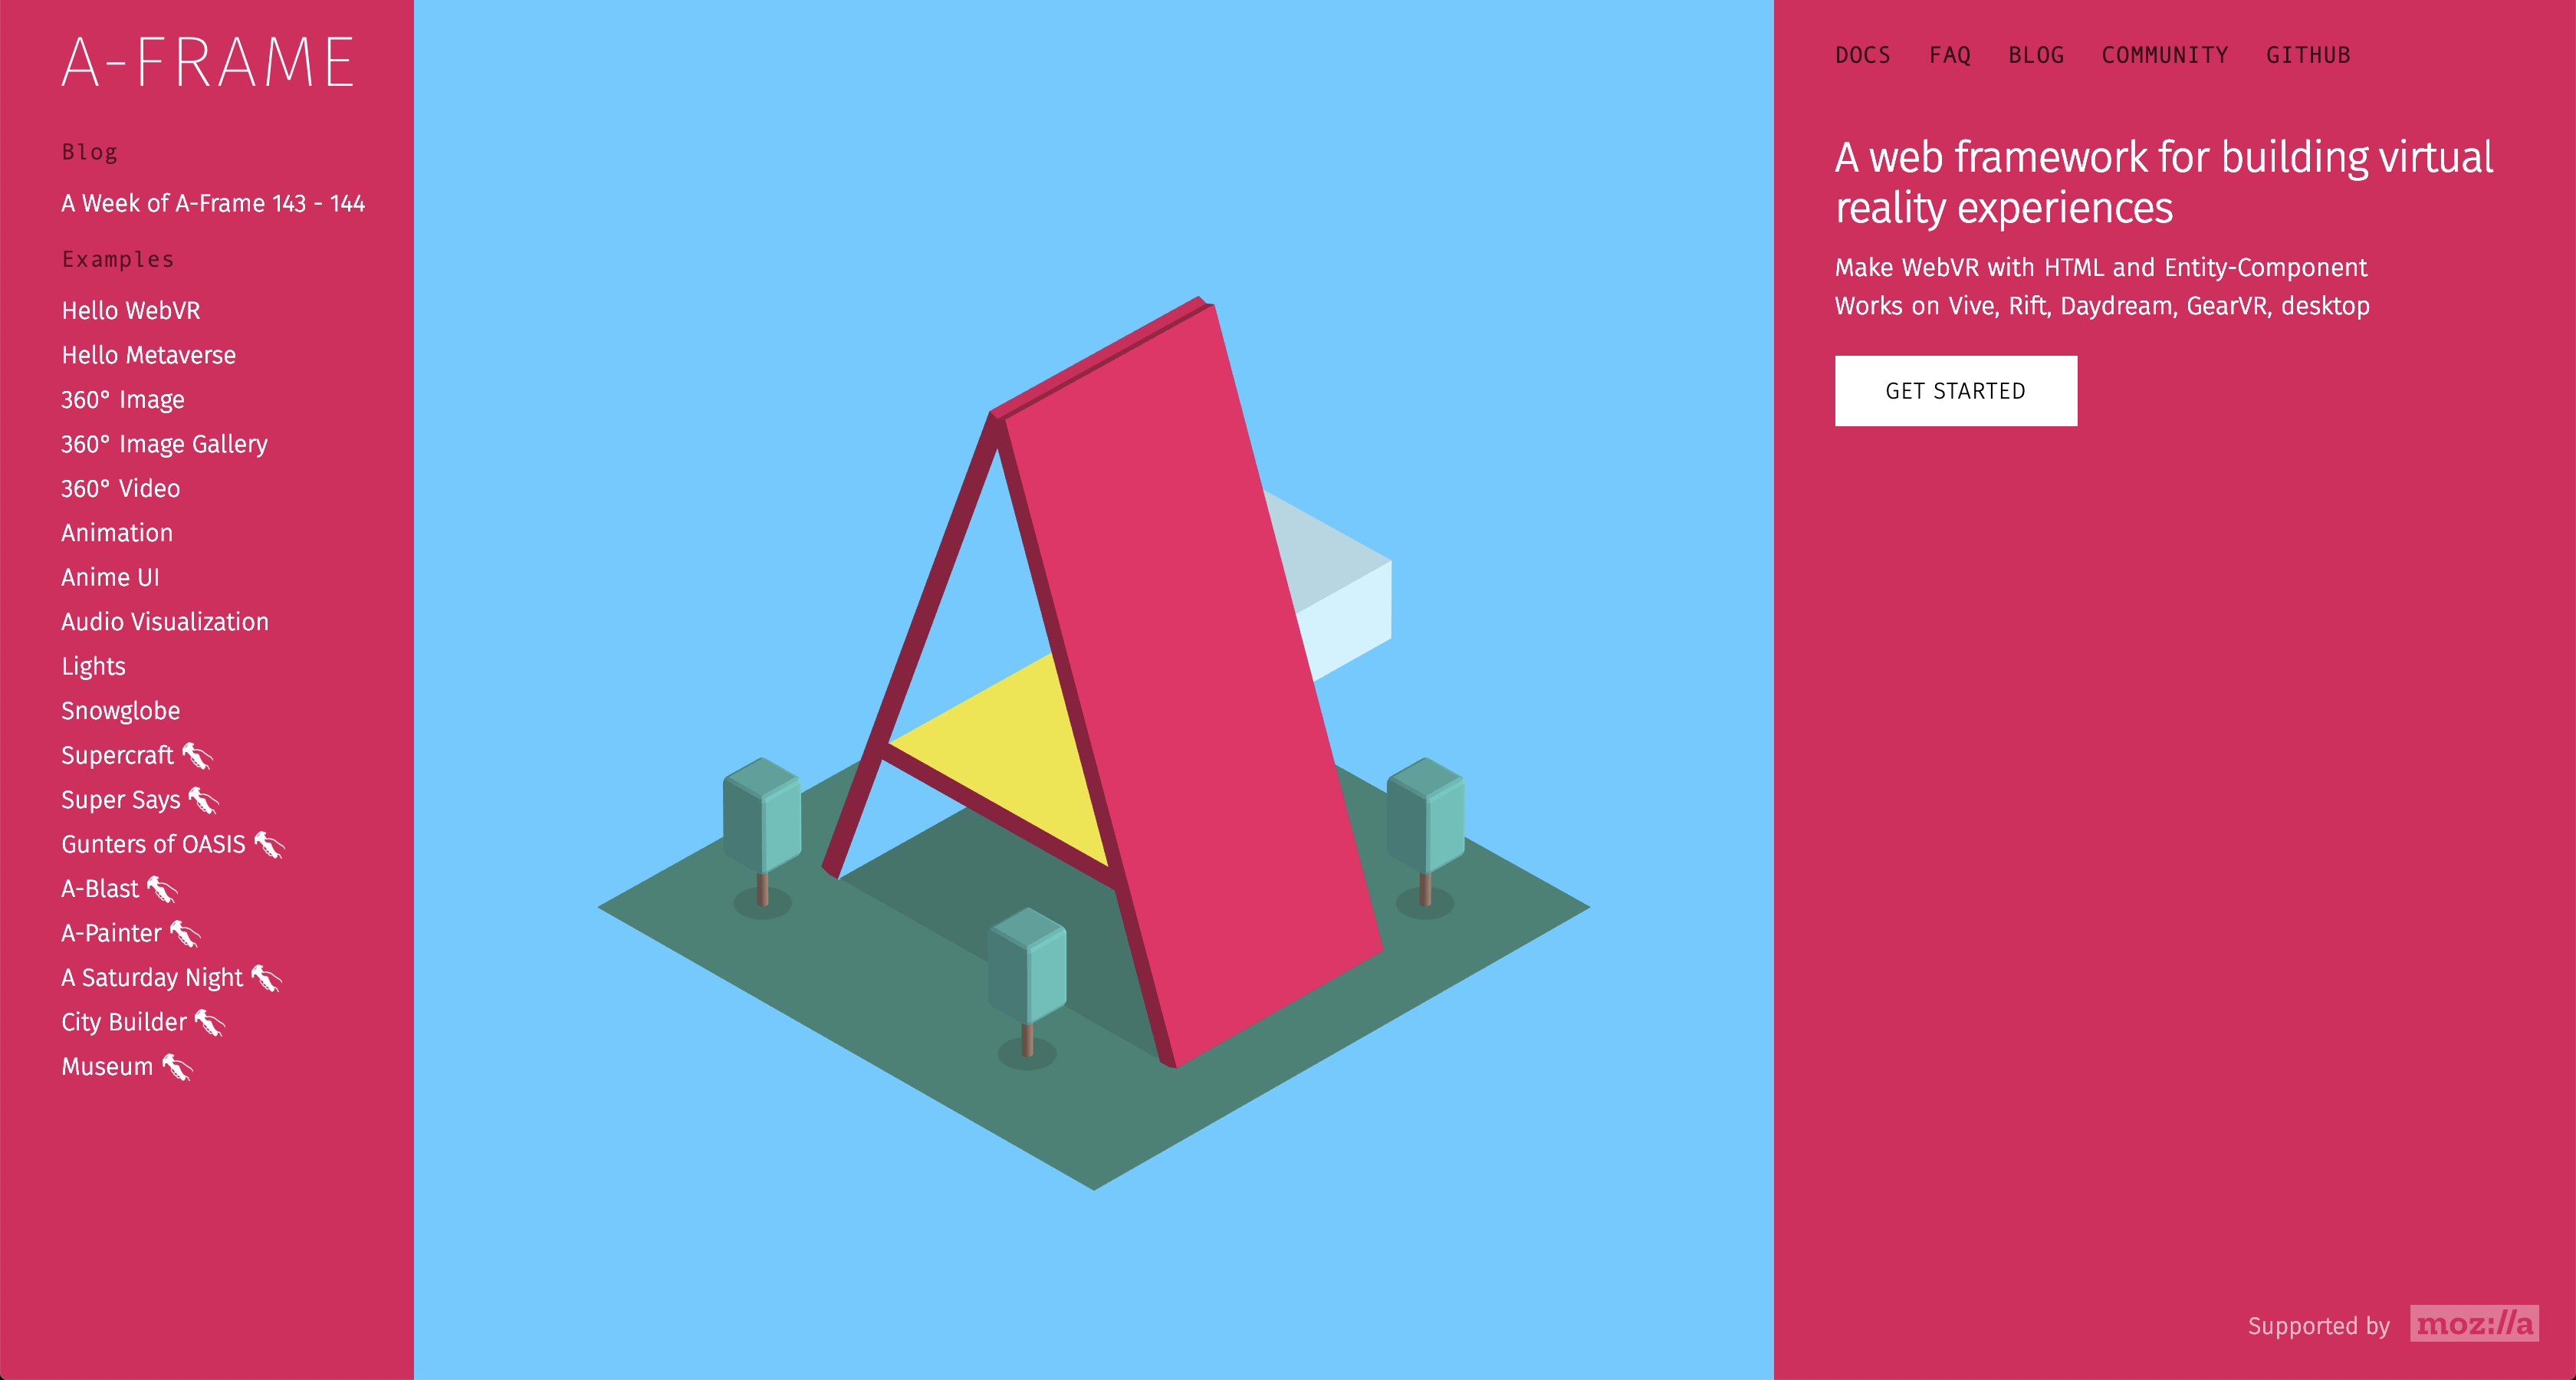 A-FRAME
Blog
A Week of A-Frame 143 - 144
Examples
Hello WebVR
Hello Metaverse
360° Image
360° Image Gallery
360° Video
Animation
Anime UI
Audio Visualization
Lights
Snowglobe
Supercraft
Super Says
Gunters of OASIS
A-Blast
A-Painter
A Saturday Night
City Builder
Museum
DOCS FAQ BLOG COMMUNITY GITHUB
A web framework for building virtual
reality experiences
Make WebVR with HTML and Entity-Component
Works on Vive, Rift, Daydream, GearVR, desktop
GET STARTED
Supported by moz://a